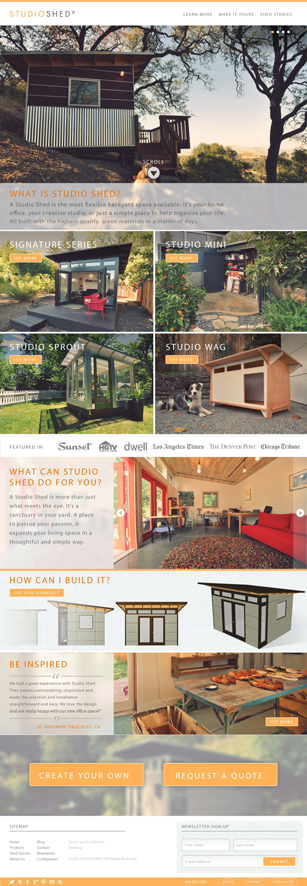 STUDIOSHED®
LEARN MORE MAKE IT YOURS SHED STORIES
SCROLL
WHAT IS STUDIO SHED?
A Studio Shed is the most flexible backyard space available. It's your home
office, your creative studio, or just a simple place to help organize your life.
All built with the highest quality, green materials in a matter of days.
SIGNATURE SERIES
SEE MORE
STUDIO MINI
SEE MORE
STUDIO SPROUT
SEE MORE
STUDIO WAG
SEE MORE
FEATURED IN
Sunset
HGTV
dwell
Los Angeles Times
THE DENVER POST
Chicago Tribune
WHAT CAN STUDIO
SHED DO FOR YOU?
A Studio Shed is more than just
what meets the eye. It's a
sanctuary in your yard. A place
to pursue your passion. It
expands your living space in a
thoughtful and simple way.
HOW CAN I BUILD IT?
SEE FOR YOURSELF
BE INSPIRED
We had a great experience with Studio Shed.
They were accommodating, responsive and
made the selection and installation
straightforward and easy. We love the design
and are really happy with our new office space!"
SEE MORE
CREATE YOUR OWN
REQUEST A QUOTE
SITEMAP
Home
Products
Shed Stories
About Us
Blog
Contact
Newsletter
Configurator
Terms and Conditions
Sitemap
NEWSLETTER SIGN-UP
First name
Last name
E-mail Address
SUBMIT
QUOTE
CONTACT